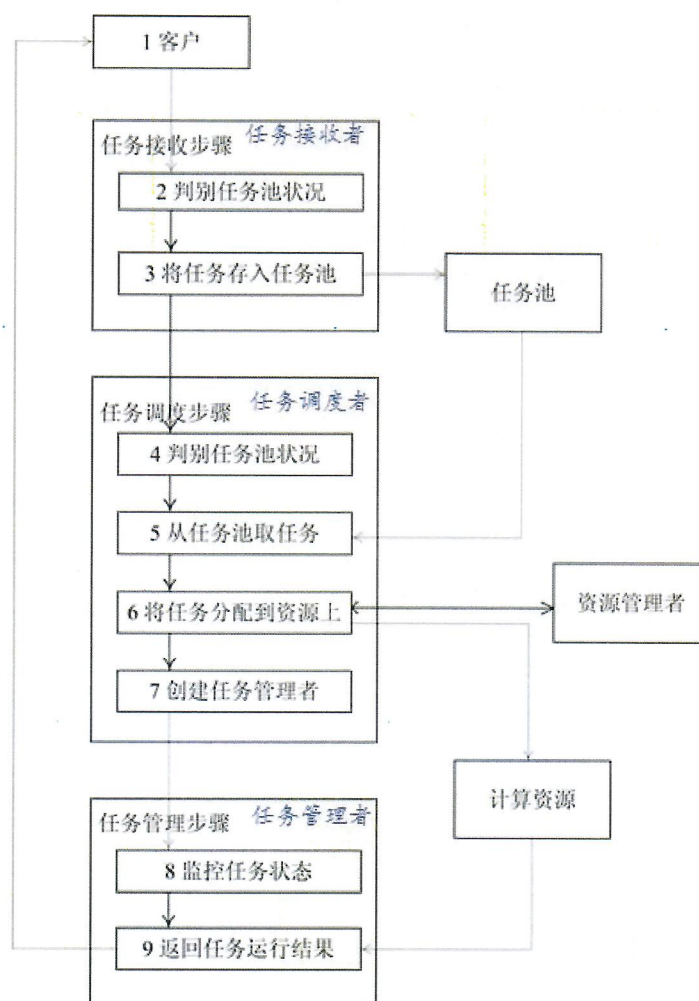 1 客户
任务接收步骤 任务接收者
2 判别任务池状况
3 将任务存入任务池
任务池
任务调度步骤 任务调度者
4 判别任务池状况
5 从任务池取任务
6 将任务分配到资源上
资源管理者
7 创建任务管理者
计算资源
任务管理步骤 任务管理者
8 监控任务状态
9 返回任务运行结果